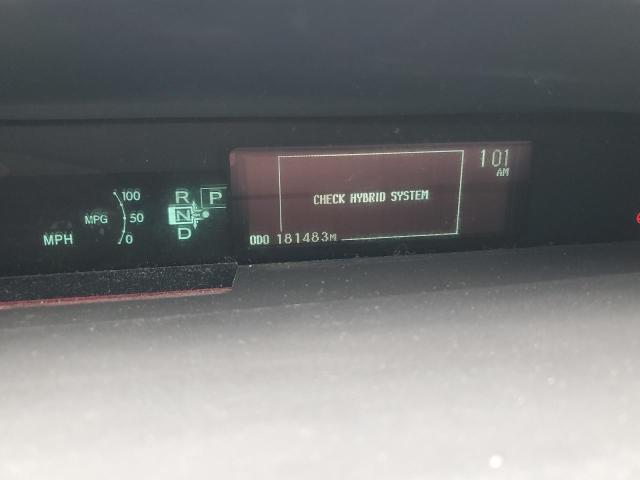 101
AM
CHECK HYBRID SYSTEM
ODO 181483M
100
MPG 50
0
MPH
R P
N
D